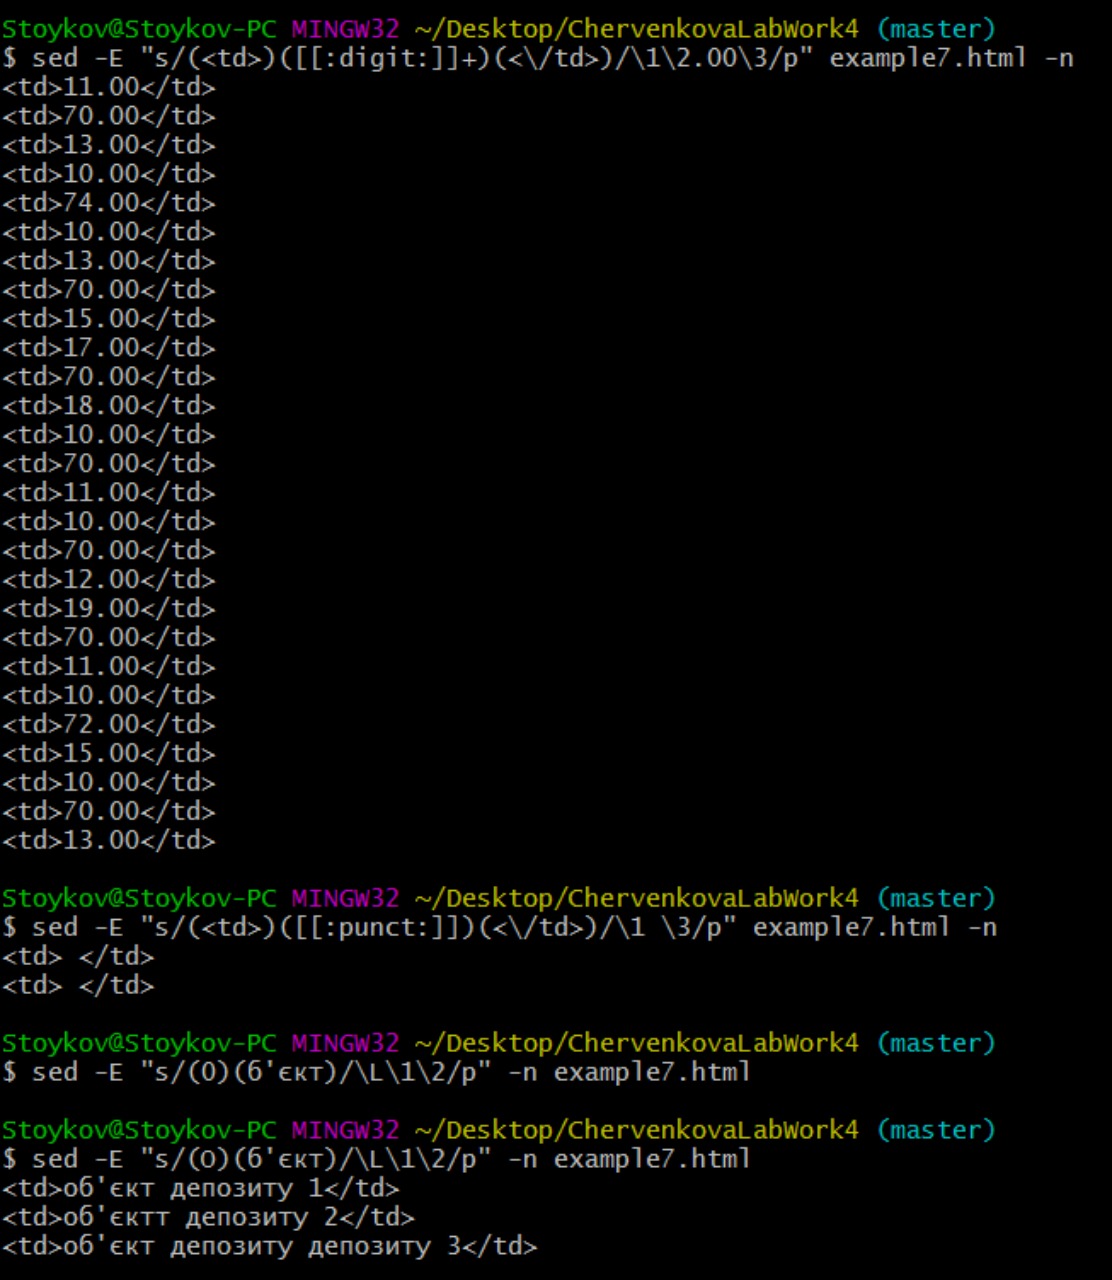 Stoykov@Stoykov-PC MINGW32 ~/Desktop/ChervenkovaLabWork4 (master)
$ sed -E "s/(<td>)([[:digit:]]+)(<\/td>)/\1\2.00\3/p" example7.html -n
<td>11.00</td>
<td>70.00</td>
<td>13.00</td>
<td>10.00</td>
<td>74.00</td>
<td>10.00</td>
<td>13.00</td>
<td>70.00</td>
<td>15.00</td>
<td>17.00</td>
<td>70.00</td>
<td>18.00</td>
<td>10.00</td>
<td>70.00</td>
<td>11.00</td>
<td>10.00</td>
<td>70.00</td>
<td>12.00</td>
<td>19.00</td>
<td>70.00</td>
<td>11.00</td>
<td>10.00</td>
<td>72.00</td>
<td>15.00</td>
<td>10.00</td>
<td>70.00</td>
<td>13.00</td>
Stoykov@Stoykov-PC MINGW32 ~/Desktop/ChervenkovaLabWork4 (master)
$ sed -E "s/(<td>)([[:punct:]])(<\/td>)/\1 \3/p" example7.html -n
<td> </td>
<td> </td>
Stoykov@Stoykov-PC MINGW32 ~/Desktop/ChervenkovaLabWork4 (master)
$ sed -E "s/(O)(б'єкт)/\L\1\2/p" -n example7.html
Stoykov@Stoykov-PC MINGW32 ~/Desktop/ChervenkovaLabWork4 (master)
$ sed -E "s/(О)(б'єкт)/\L\1\2/p" -n example7.html
<td>об'єкт депозиту 1</td>
<td>об'єктт депозиту 2</td>
<td>об'єкт депозиту депозиту 3</td>